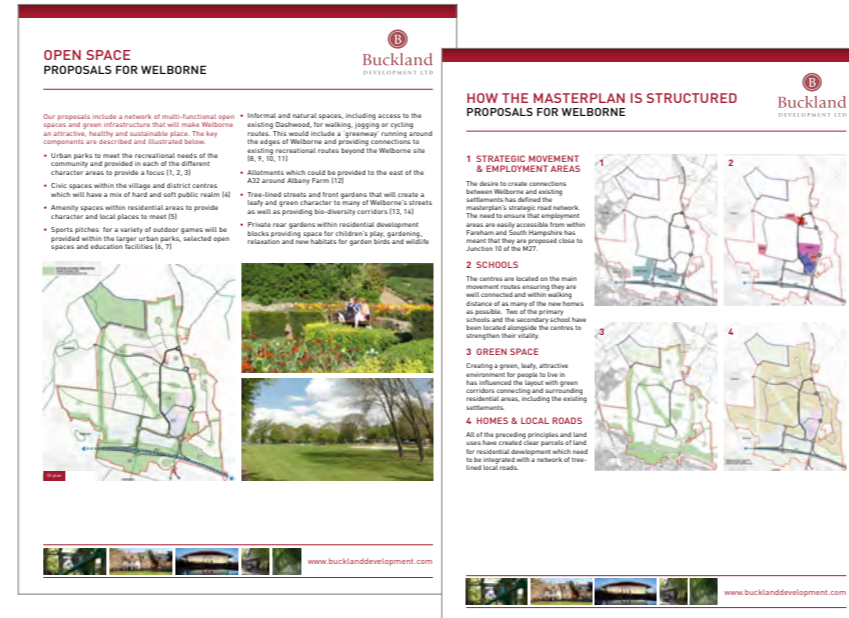 OPEN SPACE
PROPOSALS FOR WELBORNE
B
Buckland
DEVELOPMENT LTD
Our proposals include a network of multi-functional open
spaces and green infrastructure that will make Welborne
an attractive, healthy and sustainable place. The key
components are described and illustrated below.
• Urban parks to meet the recreational needs of the
community and provided in each of the different
character areas to provide a focus (1, 2, 3)
• Civic spaces within the village and district centres
which will have a mix of hard and soft public realm (4)
• Amenity spaces within residential areas to provide
character and local places to meet (5)
• Sports pitches for a variety of outdoor games will be
provided within the larger urban parks, selected open
spaces and education facilities (6, 7)
• Informal and natural spaces, including access to the
existing Dashwood, for walking, jogging or cycling
routes. This would include a 'greenway' running around
the edges of Welborne and providing connections to
existing recreational routes beyond the Welborne site
(8, 9, 10, 11)
• Allotments which could be provided to the east of the
A32 around Albany Farm (12)
• Tree-lined streets and front gardens that will create a
leafy and green character to many of Welborne's streets
as well as providing bio-diversity corridors (13, 14)
• Private rear gardens within residential development
blocks providing space for children's play, gardening,
relaxation and new habitats for garden birds and wildlife
www.bucklanddevelopment.com
HOW THE MASTERPLAN IS STRUCTURED
PROPOSALS FOR WELBORNE
B
Buckland
DEVELOPMENT LTD
1 STRATEGIC MOVEMENT
& EMPLOYMENT AREAS
The desire to create connections
between Welborne and existing
settlements has defined the
masterplan's strategic road network.
The need to ensure that employment
areas are easily accessible from within
Fareham and South Hampshire has
meant that they are proposed close to
Junction 10 of the M27.
2 SCHOOLS
The centres are located on the main
movement routes ensuring they are
well connected and within walking
distance of as many of the new homes
as possible. Two of the primary
schools and the secondary school have
been located alongside the centres to
strengthen their vitality.
3 GREEN SPACE
Creating a green, leafy, attractive
environment for people to live in
has influenced the layout with green
corridors connecting and surrounding
residential areas, including the existing
settlements.
4 HOMES & LOCAL ROADS
All of the preceding principles and land
uses have created clear parcels of land
for residential development which need
to be integrated with a network of tree-
lined local roads.
1
2
3
4
www.bucklanddevelopment.com